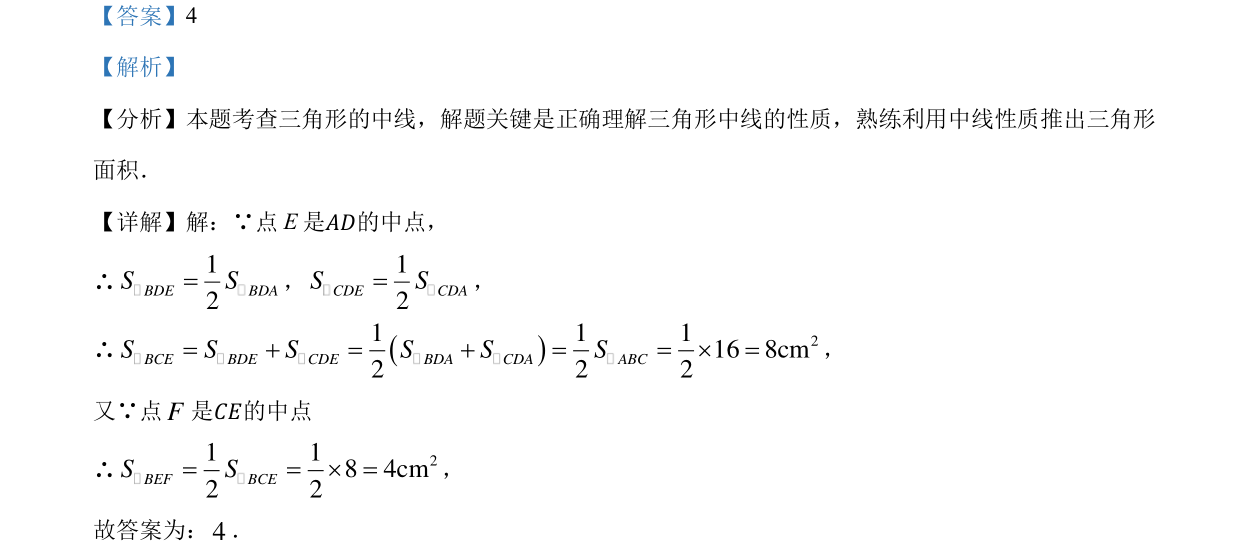 【答案】4
【解析】
【分析】本题考查三角形的中线，解题关键是正确理解三角形中线的性质，熟练利用中线性质推出三角形
面积．
【详解】解：∵点 E 是AD的中点，
∴ S□BDE = 1/2 S□BDA ， S□CDE = 1/2 S□CDA ，
∴ S□BCE = S□BDE + S□CDE = 1/2 (S□BDA + S□CDA) = 1/2 S□ABC = 1/2 ×16 = 8cm² ，
又∵点 F 是CE的中点
∴ S□BEF = 1/2 S□BCE = 1/2 ×8 = 4cm² ，
故答案为：4．